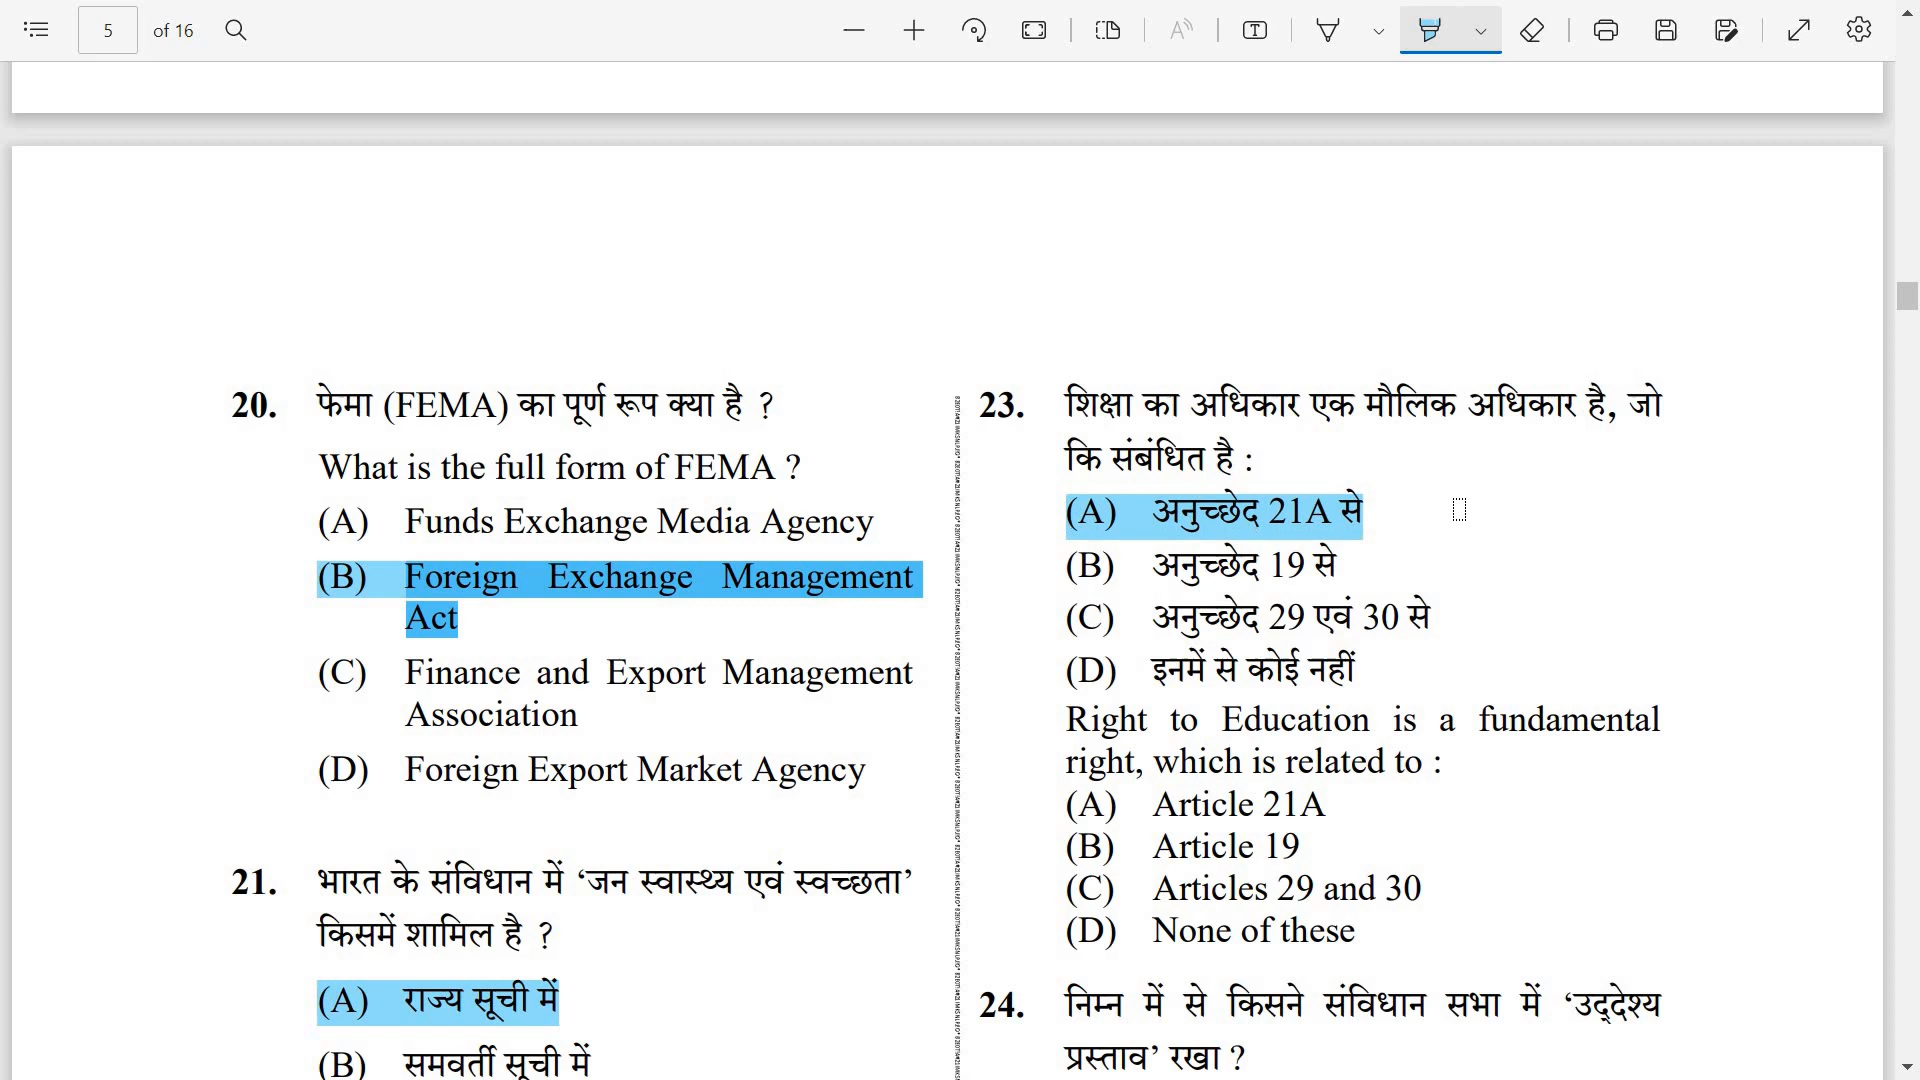 5 of 16
20. फेमा (FEMA) का पूर्ण रूप क्या है ?
What is the full form of FEMA ?
(A) Funds Exchange Media Agency
(B) Foreign Exchange Management
Act
(C) Finance and Export Management
Association
(D) Foreign Export Market Agency
21. भारत के संविधान में ‘जन स्वास्थ्य एवं स्वच्छता’
किसमें शामिल है ?
(A) राज्य सूची में
(B) समवर्ती सूची में
23. शिक्षा का अधिकार एक मौलिक अधिकार है, जो
कि संबंधित है :
(A) अनुच्छेद 21A से
(B) अनुच्छेद 19 से
(C) अनुच्छेद 29 एवं 30 से
(D) इनमें से कोई नहीं
Right to Education is a fundamental
right, which is related to :
(A) Article 21A
(B) Article 19
(C) Articles 29 and 30
(D) None of these
24. निम्न में से किसने संविधान सभा में ‘उद्देश्य
प्रस्ताव’ रखा ?